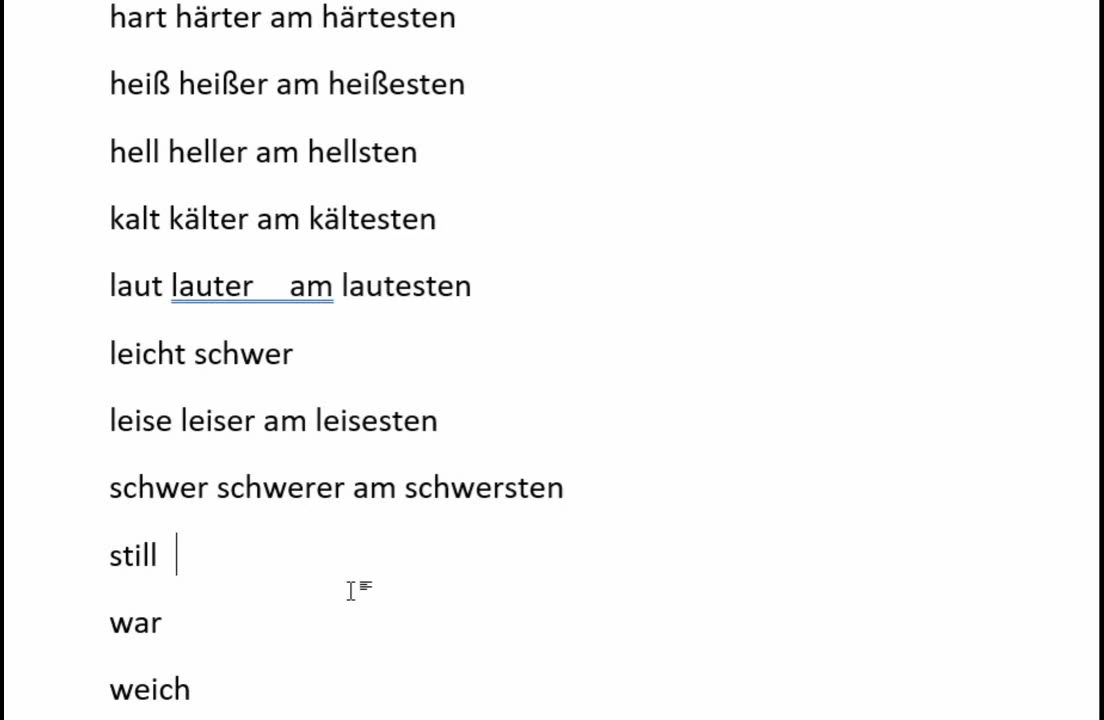 hart härter am härtesten
heiß heißer am heißesten
hell heller am hellsten
kalt kälter am kältesten
laut lauter am lautesten
leicht schwer
leise leiser am leisesten
schwer schwerer am schwersten
still
war
weich